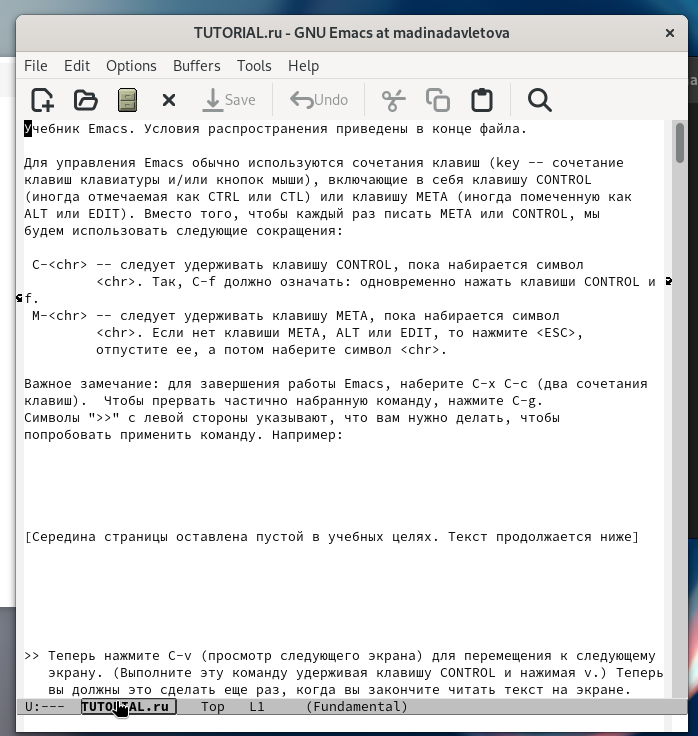 TUTORIAL.ru - GNU Emacs at madinadavletova
File Edit Options Buffers Tools Help
Save Undo
Учебник Emacs. Условия распространения приведены в конце файла.
Для управления Emacs обычно используются сочетания клавиш (key -- сочетание
клавиш клавиатуры и/или кнопок мыши), включающие в себя клавишу CONTROL
(иногда отмечаемая как CTRL или CTL) или клавишу META (иногда помеченную как
ALT или EDIT). Вместо того, чтобы каждый раз писать META или CONTROL, мы
будем использовать следующие сокращения:
C-<chr> -- следует удерживать клавишу CONTROL, пока набирается символ
<chr>. Так, C-f должно означать: одновременно нажать клавиши CONTROL и
f.
M-<chr> -- следует удерживать клавишу META, пока набирается символ
<chr>. Если нет клавиши META, ALT или EDIT, то нажмите <ESC>,
отпустите ее, а потом наберите символ <chr>.
Важное замечание: для завершения работы Emacs, наберите C-x C-c (два сочетания
клавиш).  Чтобы прервать частично набранную команду, нажмите C-g.
Символы ">>" с левой стороны указывают, что вам нужно делать, чтобы
попробовать применить команду. Например:
[Середина страницы оставлена пустой в учебных целях. Текст продолжается ниже]
>> Теперь нажмите C-v (просмотр следующего экрана) для перемещения к следующему
экрану. (Выполните эту команду удерживая клавишу CONTROL и нажимая v.) Теперь
вы должны это сделать еще раз, когда вы закончите читать текст на экране.
U:--- TUTORIAL.ru Top L1 (Fundamental)